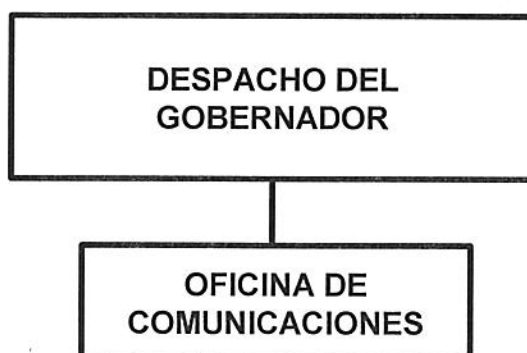 DESPACHO DEL
GOBERNADOR
OFICINA DE
COMUNICACIONES